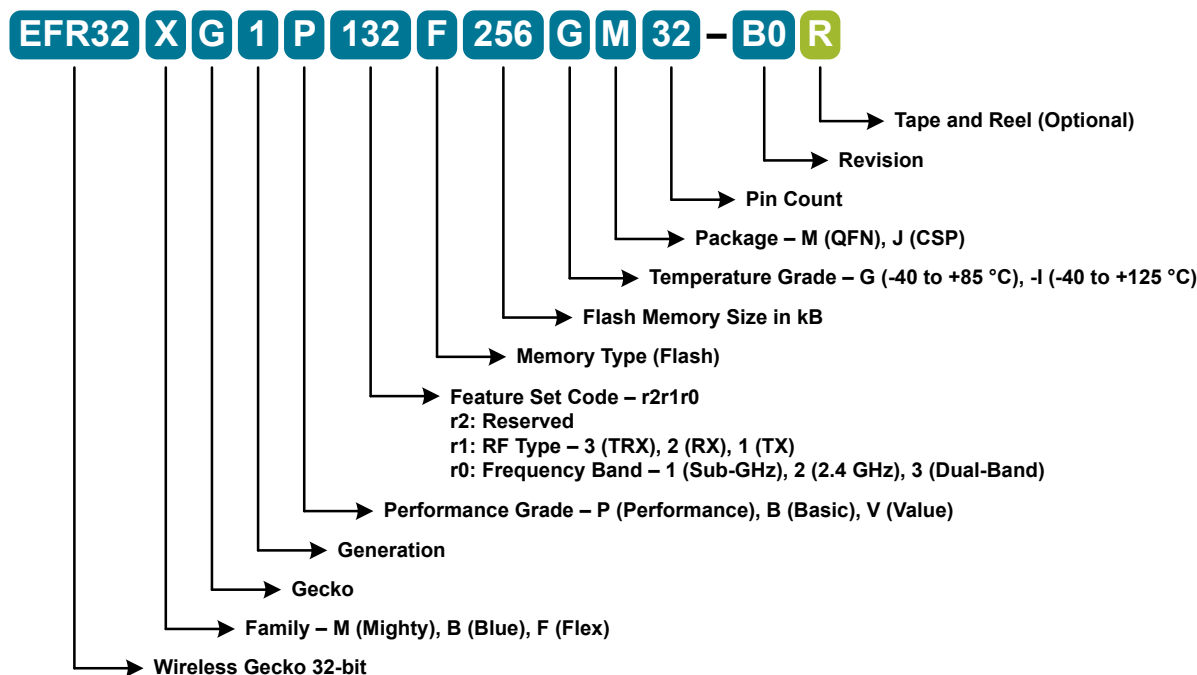 EFR32 X G 1 P 132 F 256 G M 32 – B0 R
Tape and Reel (Optional)
Revision
Pin Count
Package – M (QFN), J (CSP)
Temperature Grade – G (-40 to +85 °C), -I (-40 to +125 °C)
Flash Memory Size in kB
Memory Type (Flash)
Feature Set Code – r2r1r0
r2: Reserved
r1: RF Type – 3 (TRX), 2 (RX), 1 (TX)
r0: Frequency Band – 1 (Sub-GHz), 2 (2.4 GHz), 3 (Dual-Band)
Performance Grade – P (Performance), B (Basic), V (Value)
Generation
Gecko
Family – M (Mighty), B (Blue), F (Flex)
Wireless Gecko 32-bit